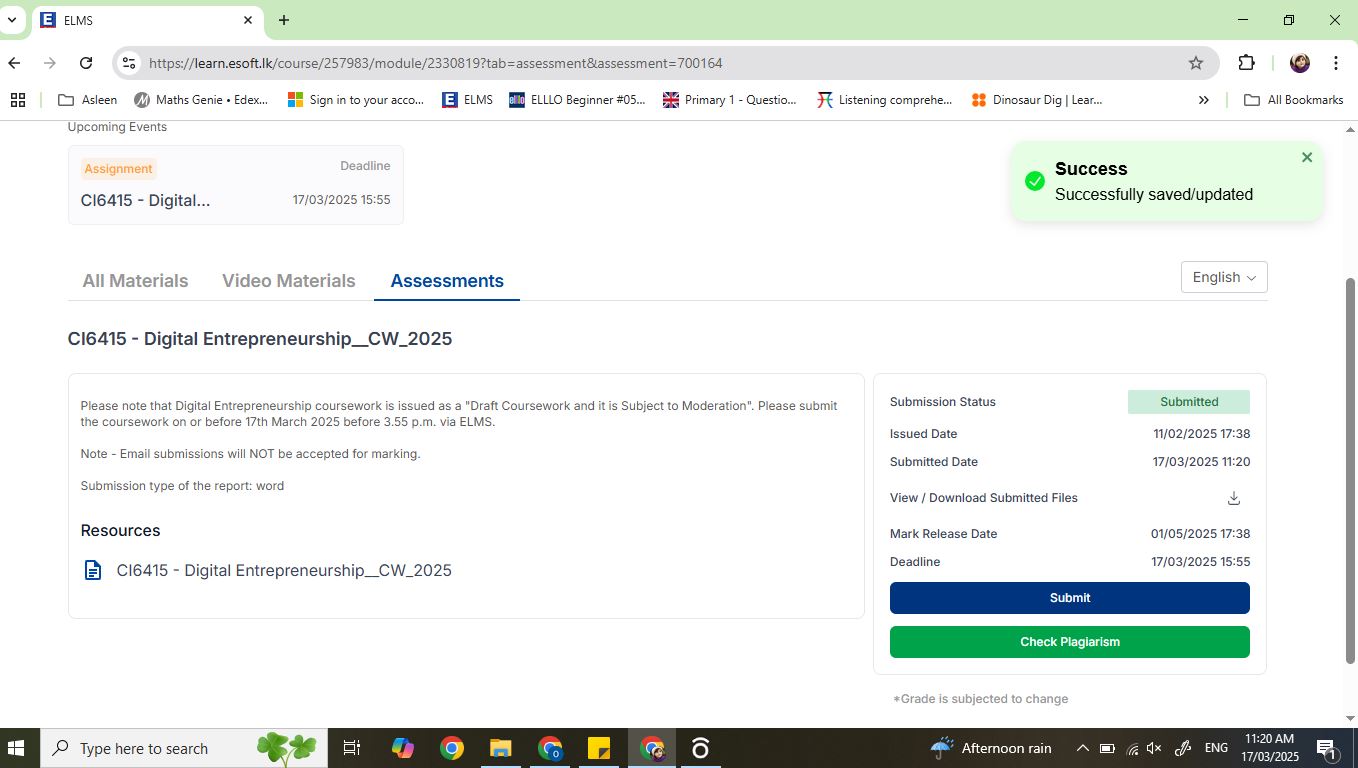 ELMS
https://learn.esoft.lk/course/257983/module/2330819?tab=assessment&assessment=700164
Asleen
Maths Genie • Edex...
Sign in to your acco...
ELMS
ELLLO Beginner #05...
Primary 1 - Questio...
Listening comprehe...
Dinosaur Dig | Lear...
All Bookmarks
Upcoming Events
Assignment
Deadline
CI6415 - Digital...
17/03/2025 15:55
Success
Successfully saved/updated
All Materials
Video Materials
Assessments
English
CI6415 - Digital Entrepreneurship__CW_2025
Please note that Digital Entrepreneurship coursework is issued as a "Draft Coursework and it is Subject to Moderation". Please submit
the coursework on or before 17th March 2025 before 3.55 p.m. via ELMS.
Note - Email submissions will NOT be accepted for marking.
Submission type of the report: word
Resources
CI6415 - Digital Entrepreneurship__CW_2025
Submission Status
Submitted
Issued Date
11/02/2025 17:38
Submitted Date
17/03/2025 11:20
View / Download Submitted Files
Mark Release Date
01/05/2025 17:38
Deadline
17/03/2025 15:55
Submit
Check Plagiarism
*Grade is subjected to change
Type here to search
Afternoon rain
ENG
11:20 AM
17/03/2025
1